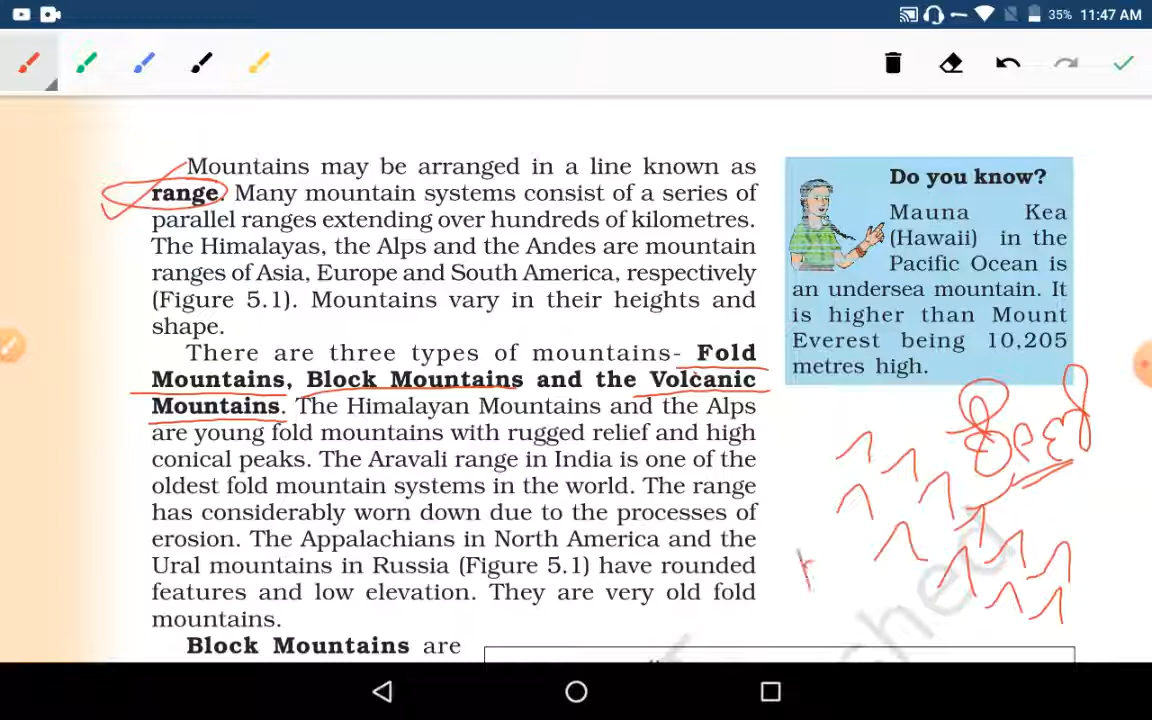 35% 11:47 AM
Mountains may be arranged in a line known as
range. Many mountain systems consist of a series of
parallel ranges extending over hundreds of kilometres.
The Himalayas, the Alps and the Andes are mountain
ranges of Asia, Europe and South America, respectively
(Figure 5.1). Mountains vary in their heights and
shape.
There are three types of mountains- Fold
Mountains, Block Mountains and the Volcanic
Mountains. The Himalayan Mountains and the Alps
are young fold mountains with rugged relief and high
conical peaks. The Aravali range in India is one of the
oldest fold mountain systems in the world. The range
has considerably worn down due to the processes of
erosion. The Appalachians in North America and the
Ural mountains in Russia (Figure 5.1) have rounded
features and low elevation. They are very old fold
mountains.
Block Mountains are
Do you know?
Mauna Kea
(Hawaii) in the
Pacific Ocean is
an undersea mountain. It
is higher than Mount
Everest being 10,205
metres high.